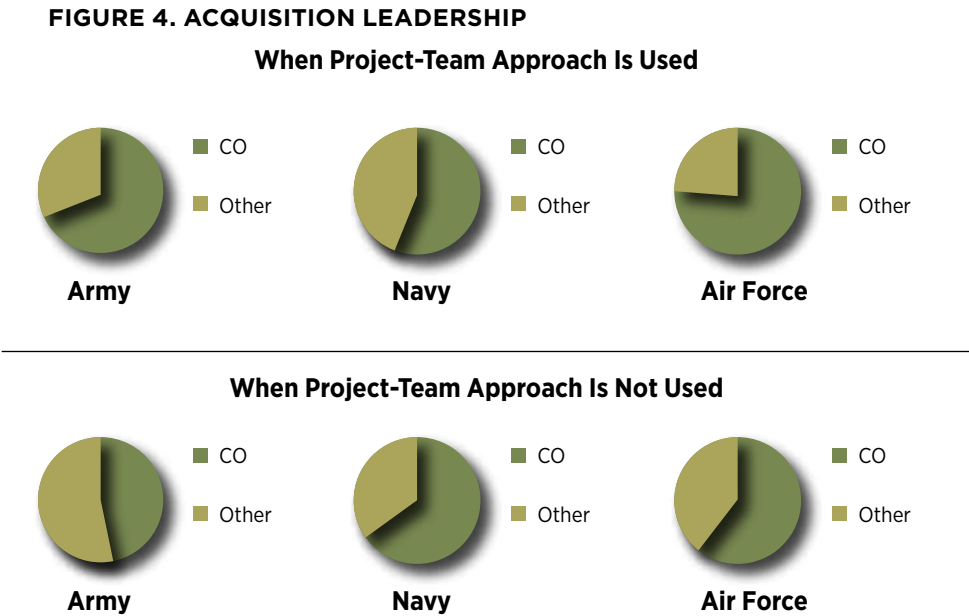 FIGURE 4. ACQUISITION LEADERSHIP
When Project-Team Approach Is Used
CO
Other
Army
CO
Other
Navy
CO
Other
Air Force
When Project-Team Approach Is Not Used
CO
Other
Army
CO
Other
Navy
CO
Other
Air Force